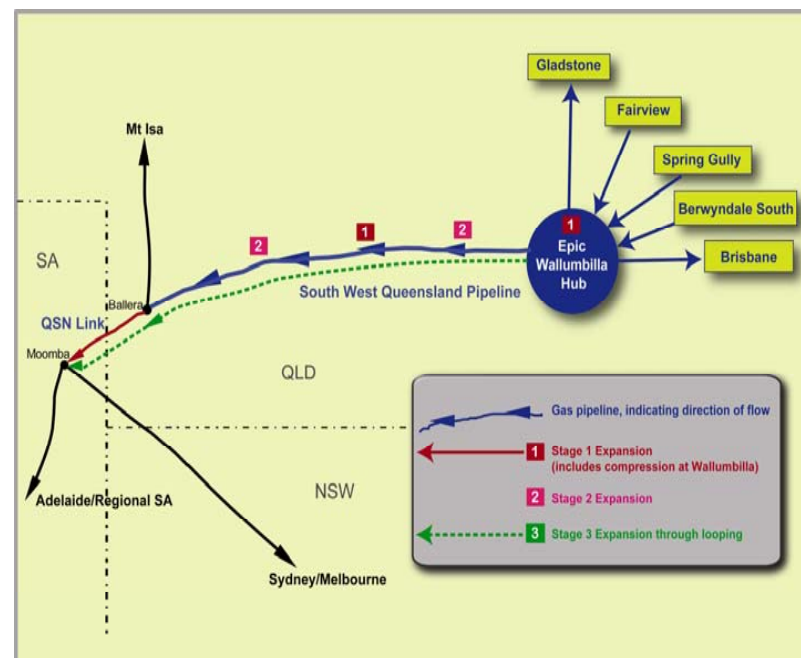 Gladstone
Fairview
Mt Isa
Spring Gully
Berwyndale South
2
1
2
1
Epic
Wallumbilla
Hub
Brisbane
SA
Ballera
South West Queensland Pipeline
QSN Link
Moomba
QLD
Gas pipeline, indicating direction of flow
1 Stage 1 Expansion
(includes compression at Wallumbilla)
2 Stage 2 Expansion
3 Stage 3 Expansion through looping
NSW
Adelaide/Regional SA
Sydney/Melbourne